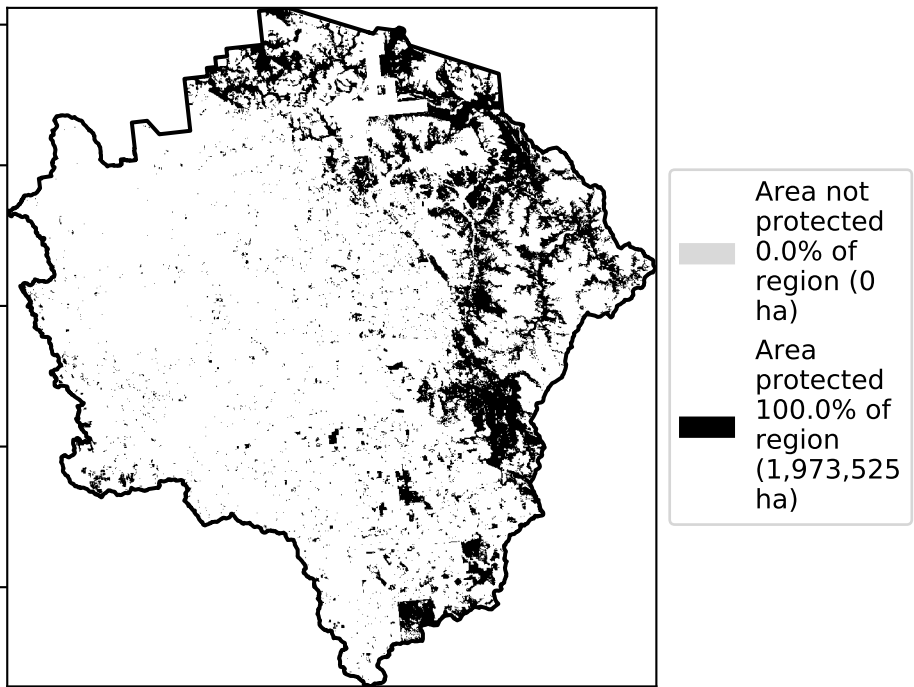 Area not
protected
0.0% of
region (0
ha)
Area
protected
100.0% of
region
(1,973,525
ha)